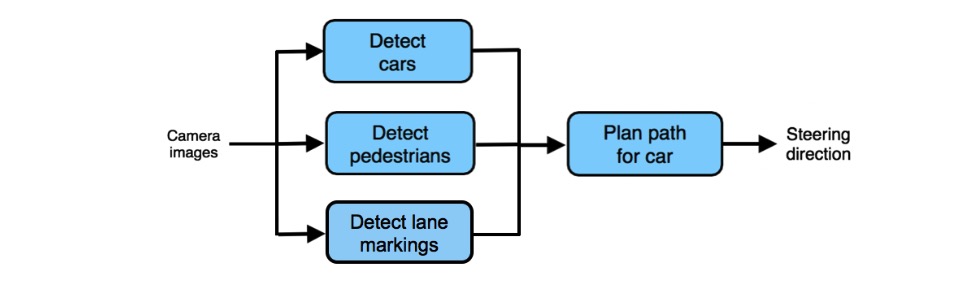 Camera
images
Detect
cars
Detect
pedestrians
Detect lane
markings
Plan path
for car
Steering
direction